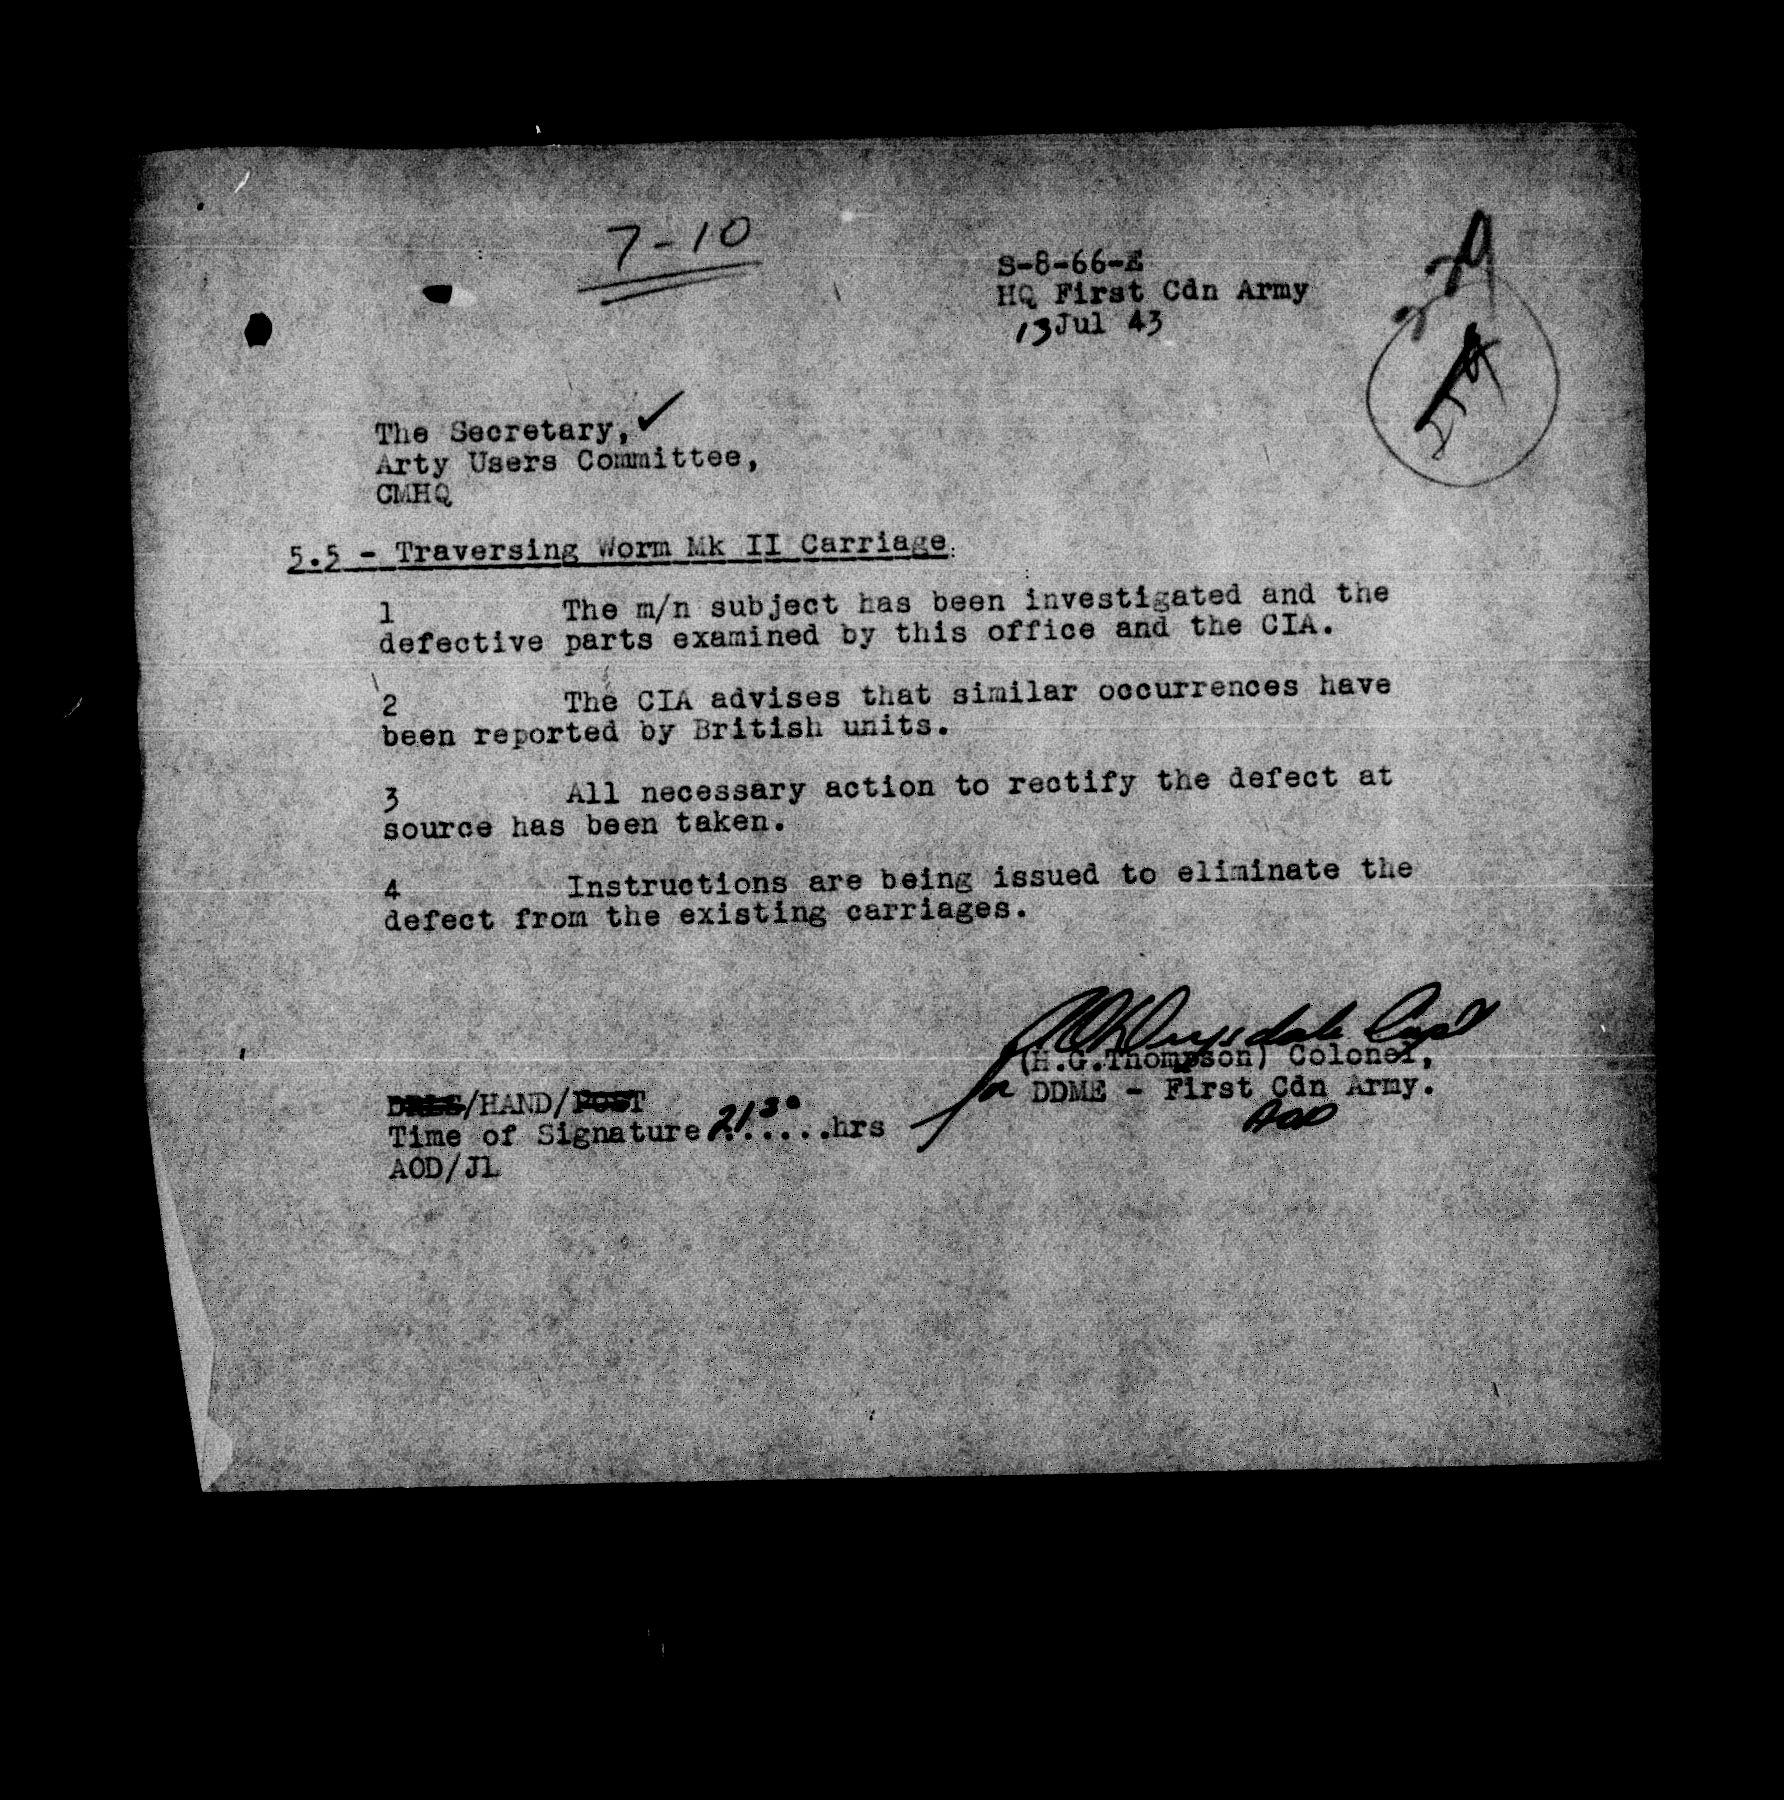 7-10
S-8-66-E
HQ First Cdn Army
13 Jul 43
The Secretary,
Arty Users Committee,
CMHQ
5.5 - Traversing Worm Mk II Carriage.
1 The m/n subject has been investigated and the
defective parts examined by this office and the CIA.
2 The CIA advises that similar occurrences have
been reported by British units.
3 All necessary action to rectify the defect at
source has been taken.
4 Instructions are being issued to eliminate the
defect from the existing carriages.
Drysdale Capt
(H.G.Thompson) Colonel,
for DDME - First Cdn Army.
AOD
DRLS/HAND/POST
Time of Signature 2130 ......hrs
AOD/JL